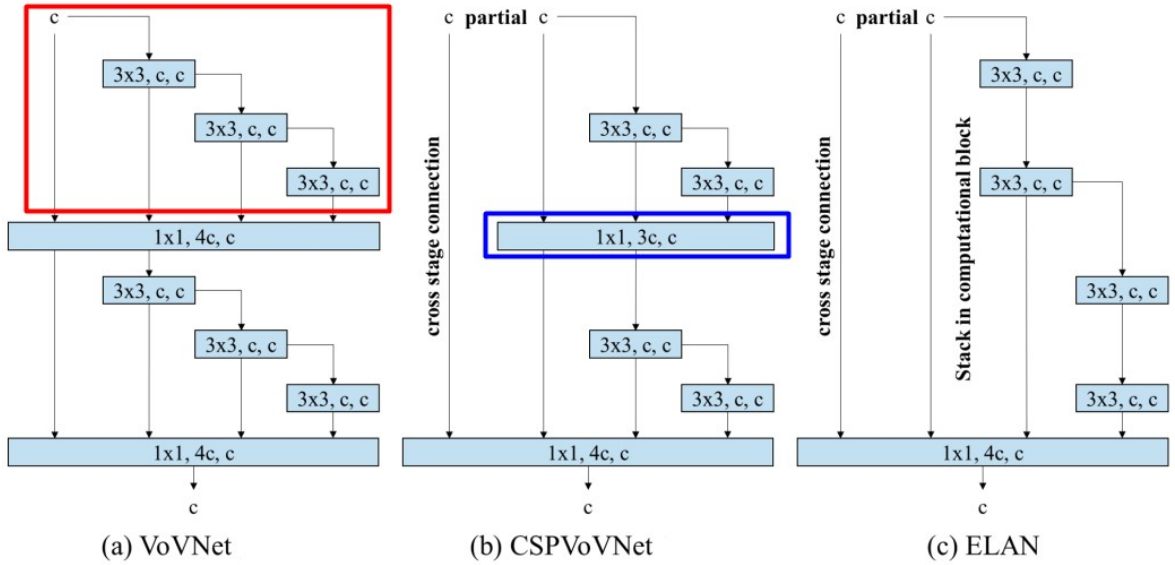 c
3x3, c, c
3x3, c, c
3x3, c, c
1x1, 4c, c
3x3, c, c
3x3, c, c
3x3, c, c
1x1, 4c, c
c
(a) VoVNet
c partial c
cross stage connection
3x3, c, c
3x3, c, c
1x1, 3c, c
3x3, c, c
3x3, c, c
1x1, 4c, c
c
(b) CSPVoVNet
c partial c
cross stage connection
Stack in computational block
3x3, c, c
3x3, c, c
3x3, c, c
3x3, c, c
1x1, 4c, c
c
(c) ELAN